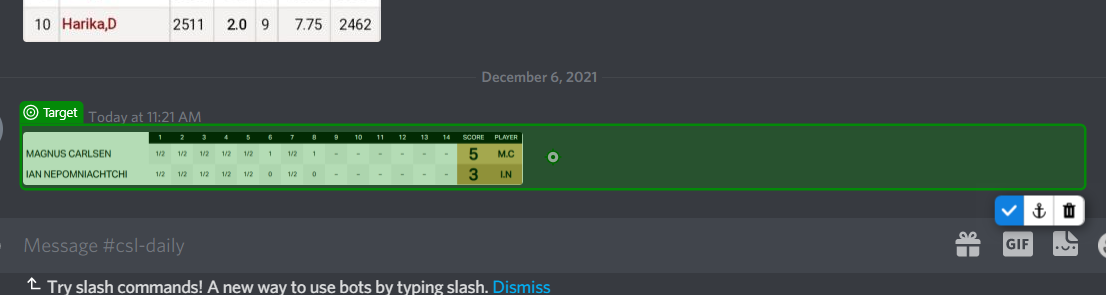 10 Harika,D 2511 2.0 9 7.75 2462
December 6, 2021
Target Today at 11:21 AM
1 2 3 4 5 6 7 8 9 10 11 12 13 14 SCORE PLAYER
MAGNUS CARLSEN 1/2 1/2 1/2 1/2 1/2 1 1/2 1 - - - - - - 5 M.C
IAN NEPOMNIACHTCHI 1/2 1/2 1/2 1/2 1/2 0 1/2 0 - - - - - - 3 I.N
Message #csl-daily
GIF
Try slash commands! A new way to use bots by typing slash. Dismiss